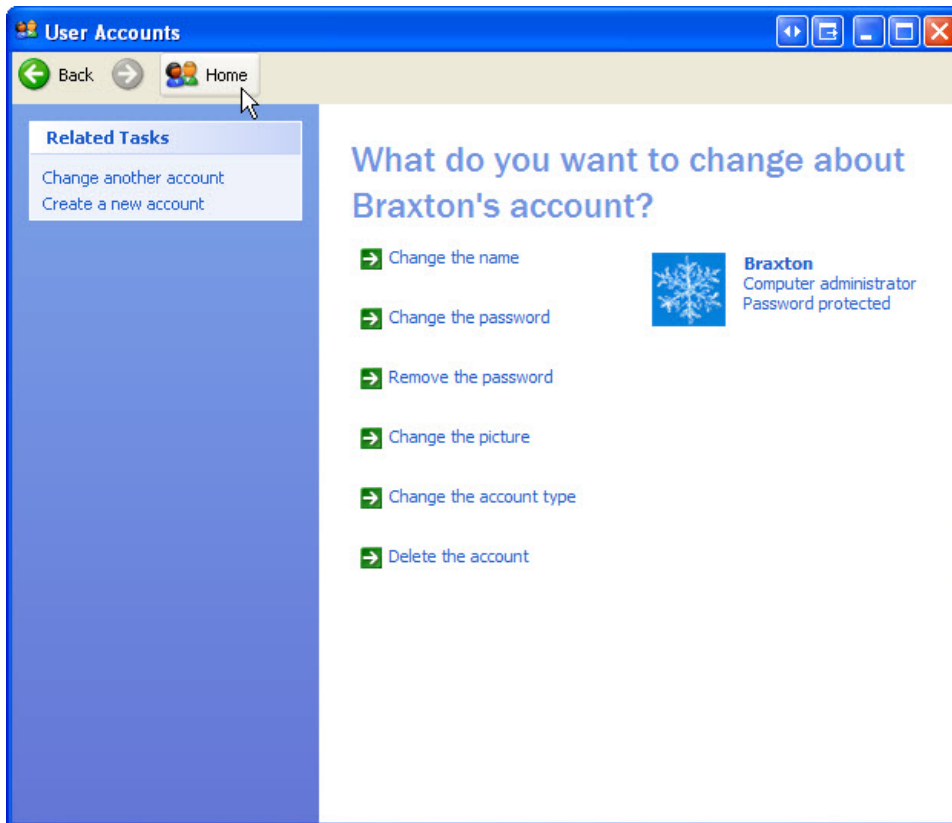 User Accounts
Back
Home
Related Tasks
Change another account
Create a new account
What do you want to change about
Braxton's account?
Change the name
Change the password
Remove the password
Change the picture
Change the account type
Delete the account
Braxton
Computer administrator
Password protected